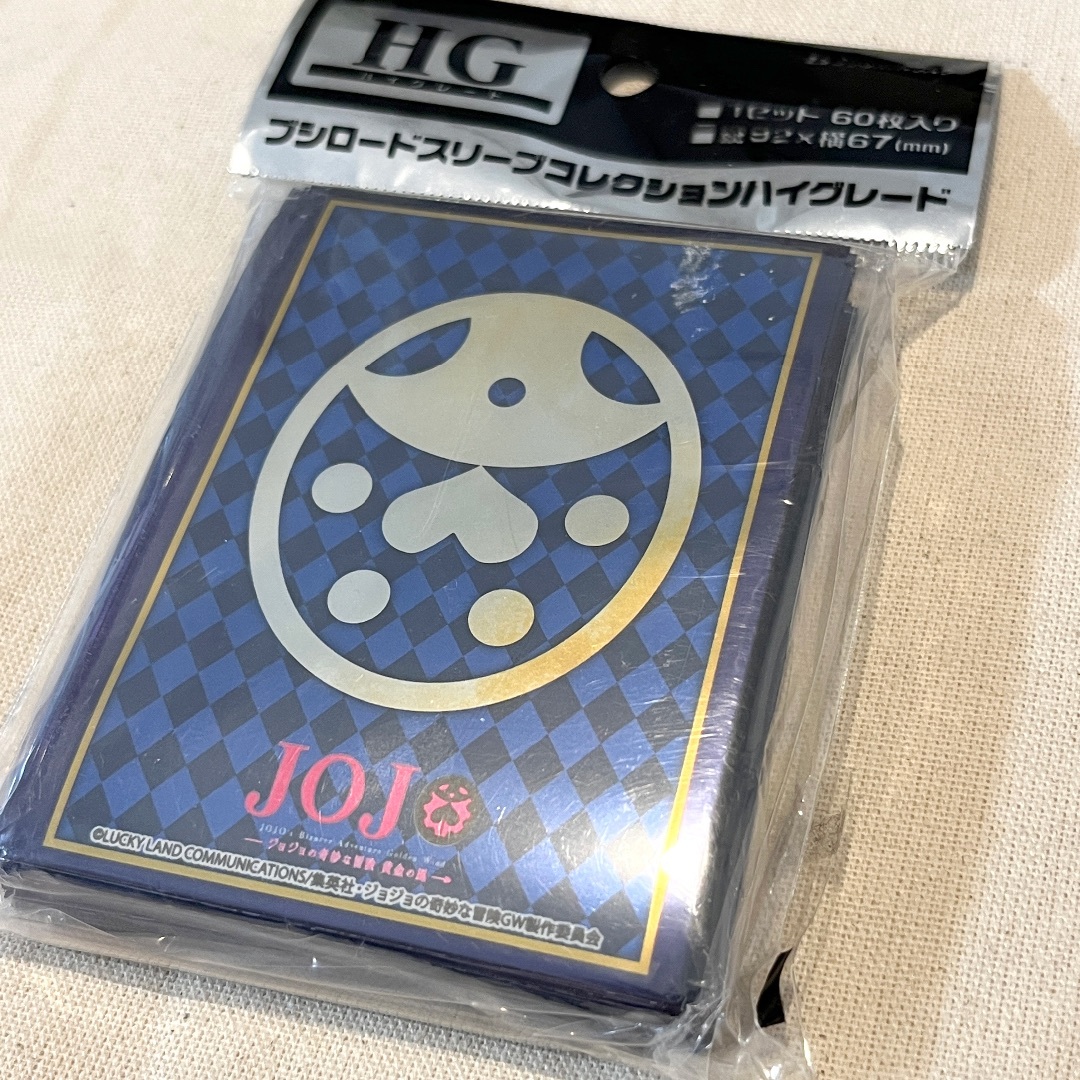 HG
ハイグレード
■1セット 60枚入り
■縦92×横67(mm)
ブシロードスリーブコレクションハイグレード
JOJO
JOJO's Bizarre Adventure Golden Wind
ジョジョの奇妙な冒険 黄金の風
©LUCKY LAND COMMUNICATIONS/集英社・ジョジョの奇妙な冒険GW製作委員会